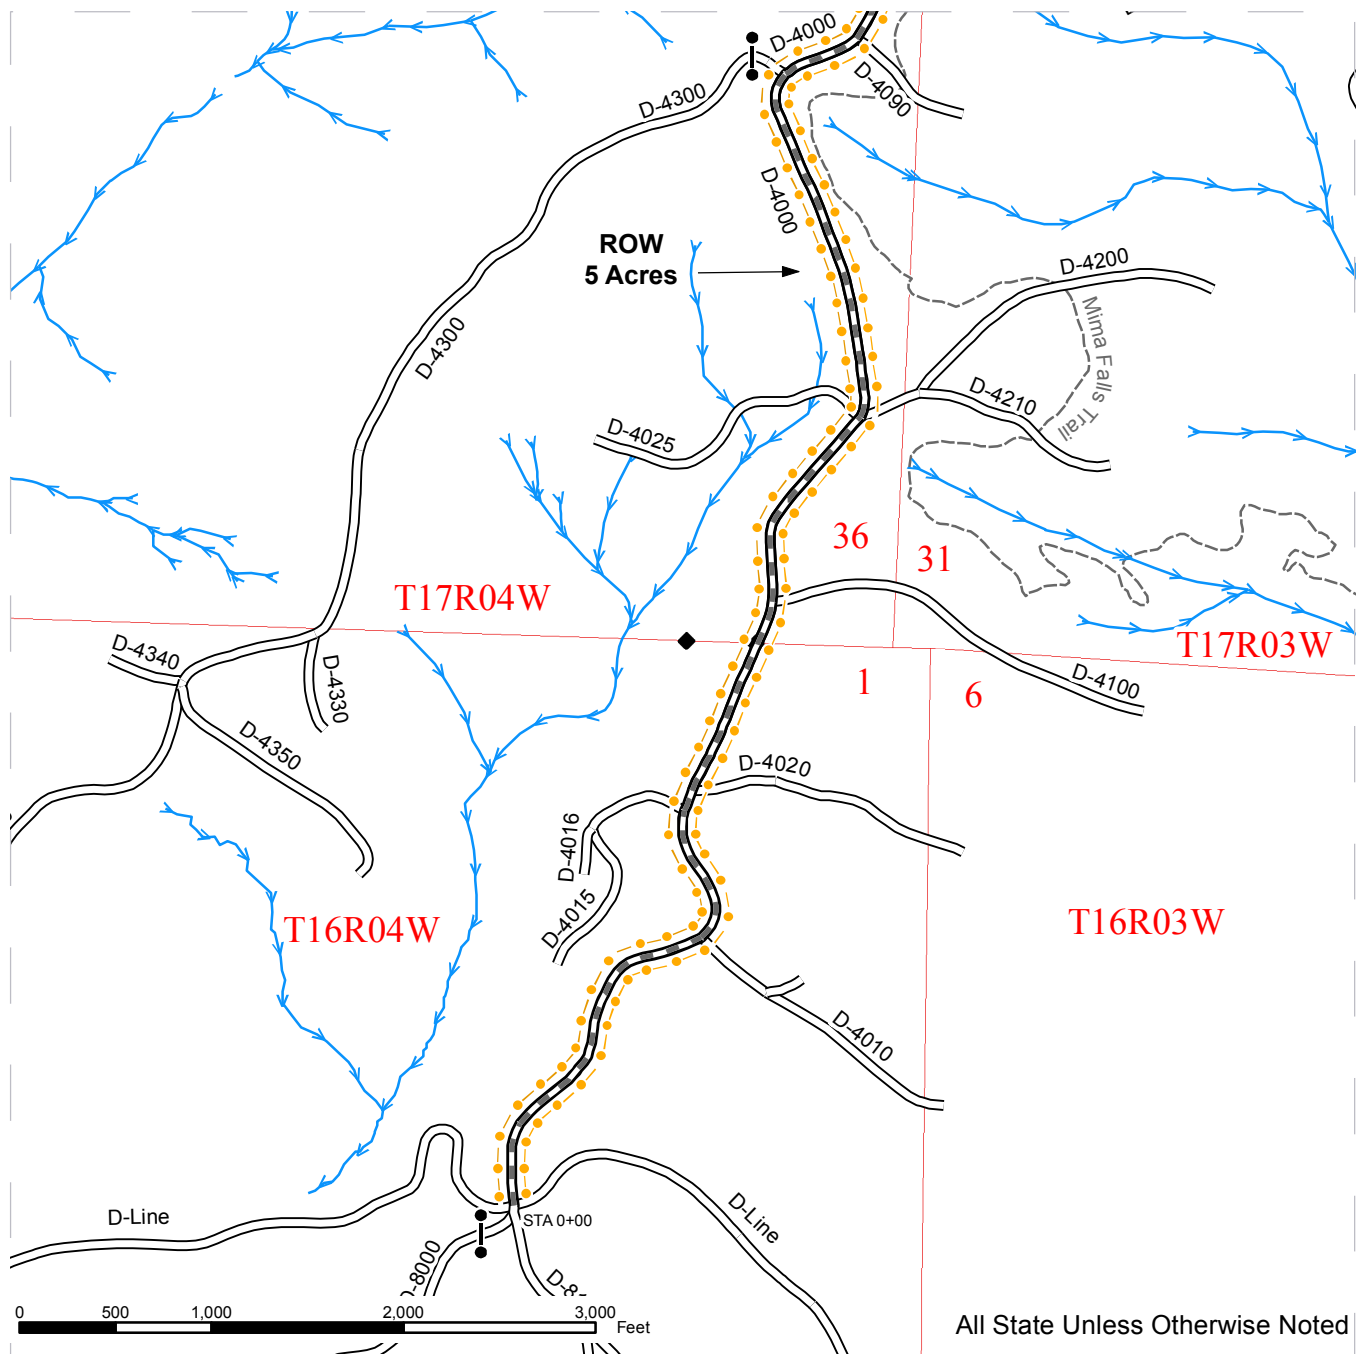 D-4000
D-4090
D-4300
D-4000
ROW
5 Acres
D-4200
Mima Falls Trail
D-4300
D-4210
D-4025
36
31
T17R04W
T17R03W
D-4340
D-4330
D-4100
1
6
D-4350
D-4020
D-4016
D-4015
T16R04W
T16R03W
D-4010
D-Line
STA 0+00
D-Line
D-8000
0
500
1,000
2,000
3,000
Feet
All State Unless Otherwise Noted